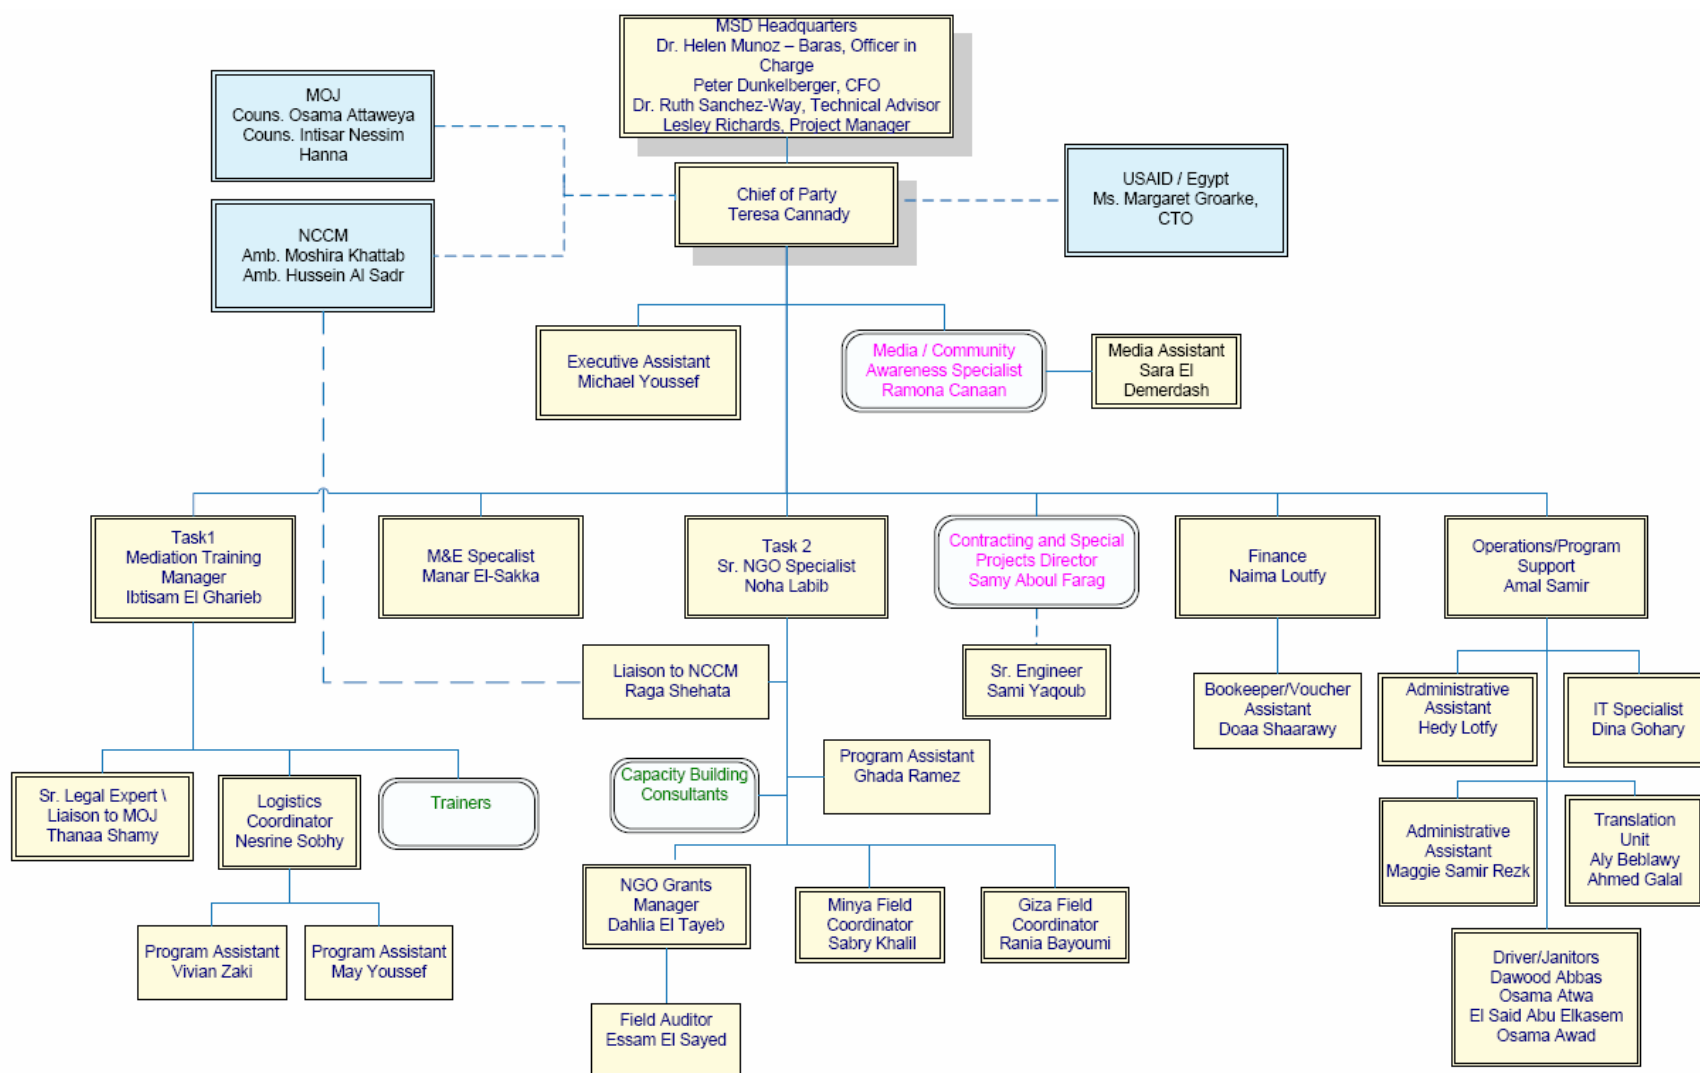 MSD Headquarters
Dr. Helen Munoz – Baras, Officer in
Charge
Peter Dunkelberger, CFO
Dr. Ruth Sanchez-Way, Technical Advisor
Lesley Richards, Project Manager
MOJ
Couns. Osama Attaweya
Couns. Intisar Nessim
Hanna
Chief of Party
Teresa Cannady
USAID / Egypt
Ms. Margaret Groarke,
CTO
NCCM
Amb. Moshira Khattab
Amb. Hussein Al Sadr
Executive Assistant
Michael Youssef
Media / Community
Awareness Specialist
Ramona Canaan
Media Assistant
Sara El
Demerdash
Task1
Mediation Training
Manager
Ibtisam El Gharieb
M&E Specalist
Manar El-Sakka
Task 2
Sr. NGO Specialist
Noha Labib
Contracting and Special
Projects Director
Samy Aboul Farag
Finance
Naima Loutfy
Operations/Program
Support
Amal Samir
Liaison to NCCM
Raga Shehata
Sr. Engineer
Sami Yaqoub
Bookeeper/Voucher
Assistant
Doaa Shaarawy
Administrative
Assistant
Hedy Lotfy
IT Specialist
Dina Gohary
Sr. Legal Expert \
Liaison to MOJ
Thanaa Shamy
Logistics
Coordinator
Nesrine Sobhy
Trainers
Capacity Building
Consultants
Program Assistant
Ghada Ramez
Administrative
Assistant
Maggie Samir Rezk
Translation
Unit
Aly Beblawy
Ahmed Galal
NGO Grants
Manager
Dahlia El Tayeb
Minya Field
Coordinator
Sabry Khalil
Giza Field
Coordinator
Rania Bayoumi
Program Assistant
Vivian Zaki
Program Assistant
May Youssef
Field Auditor
Essam El Sayed
Driver/Janitors
Dawood Abbas
Osama Atwa
El Said Abu Elkasem
Osama Awad